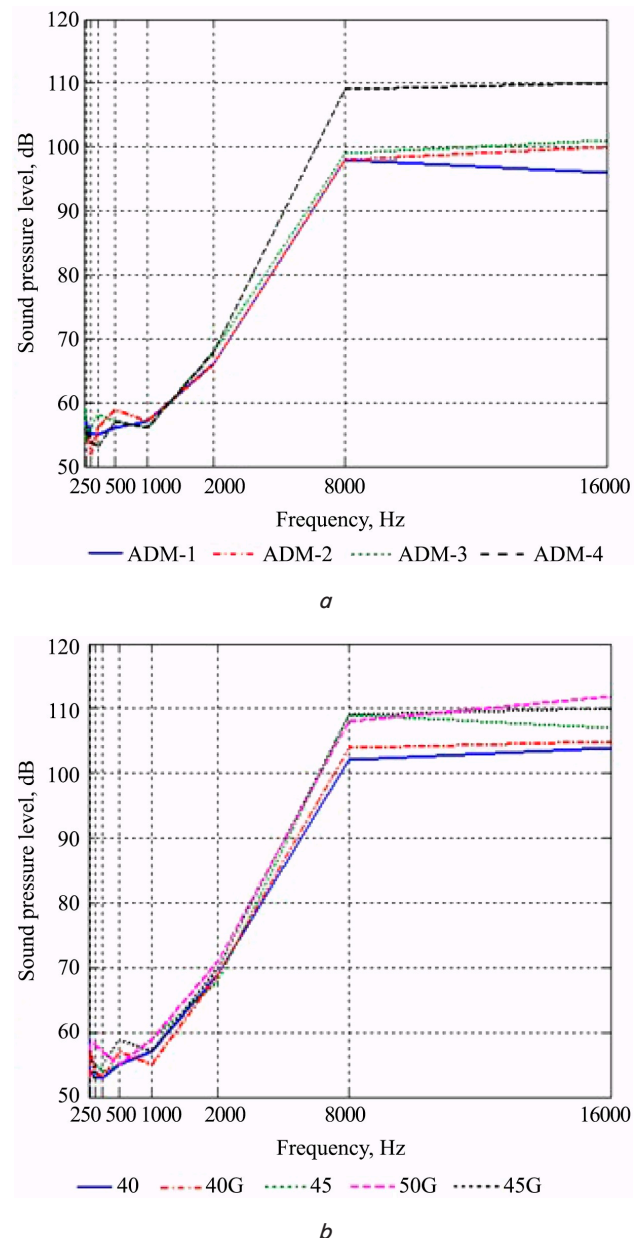 120
110
100
90
80
70
60
50
Sound pressure level, dB
250 500 1000 2000 8000 16000
Frequency, Hz
ADM-1 ADM-2 ADM-3 ADM-4
a
120
110
100
90
80
70
60
50
Sound pressure level, dB
250 500 1000 2000 8000 16000
Frequency, Hz
40 40G 45 50G 45G
b